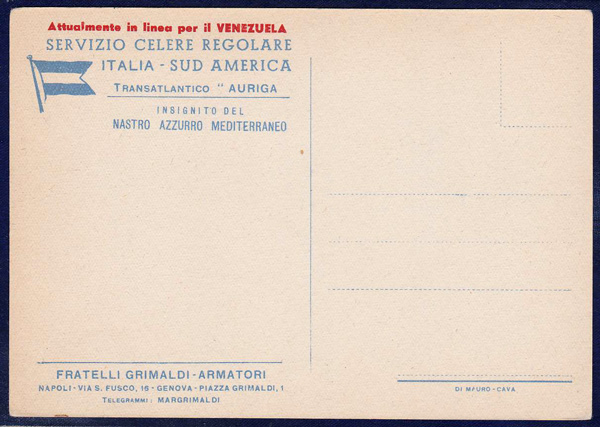 Attualmente in linea per il VENEZUELA
SERVIZIO CELERE REGOLARE
ITALIA - SUD AMERICA
TRANSATLANTICO " AURIGA
INSIGNITO DEL
NASTRO AZZURRO MEDITERRANEO
FRATELLI GRIMALDI - ARMATORI
NAPOLI - VIA S. FUSCO, 16 - GENOVA - PIAZZA GRIMALDI, 1
TELEGRAMMI : MARGRIMALDI
DI MAURO - CAVA